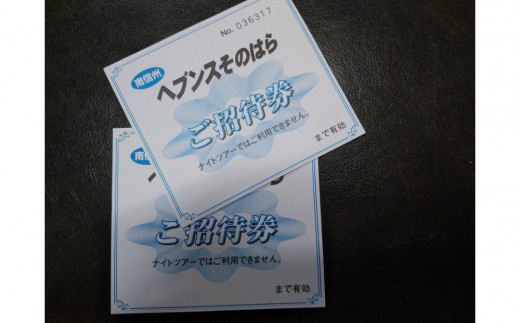 No. 036317
南信州
ヘブンスそのはら
ご招待券
ナイトツアーではご利用できません。
まで有効
南信州
ご招待券
ナイトツアーではご利用できません。
まで有効